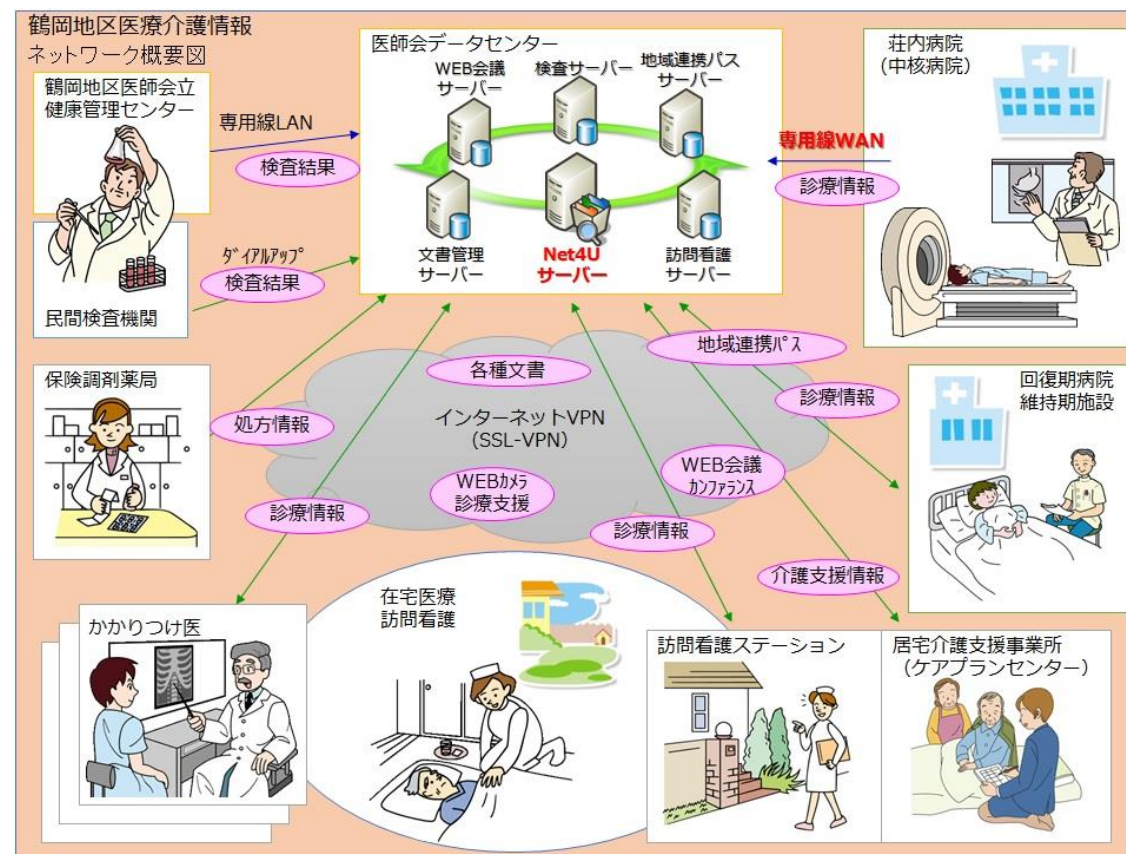 鶴岡地区医療介護情報
ネットワーク概要図
鶴岡地区医師会立
健康管理センター
専用線LAN
検査結果
医師会データセンター
WEB会議
サーバー
検査サーバー
地域連携パス
サーバー
文書管理
サーバー
Net4U
サーバー
訪問看護
サーバー
荘内病院
（中核病院）
専用線WAN
診療情報
ﾀﾞｲｱﾙｱｯﾌﾟ
検査結果
民間検査機関
保険調剤薬局
処方情報
各種文書
インターネットVPN
（SSL-VPN）
WEBｶﾒﾗ
診療支援
地域連携ﾊﾟｽ
診療情報
WEB会議
ｶﾝﾌｧﾗﾝｽ
回復期病院
維持期施設
診療情報
診療情報
介護支援情報
かかりつけ医
在宅医療
訪問看護
訪問看護ステーション
居宅介護支援事業所
（ケアプランセンター）